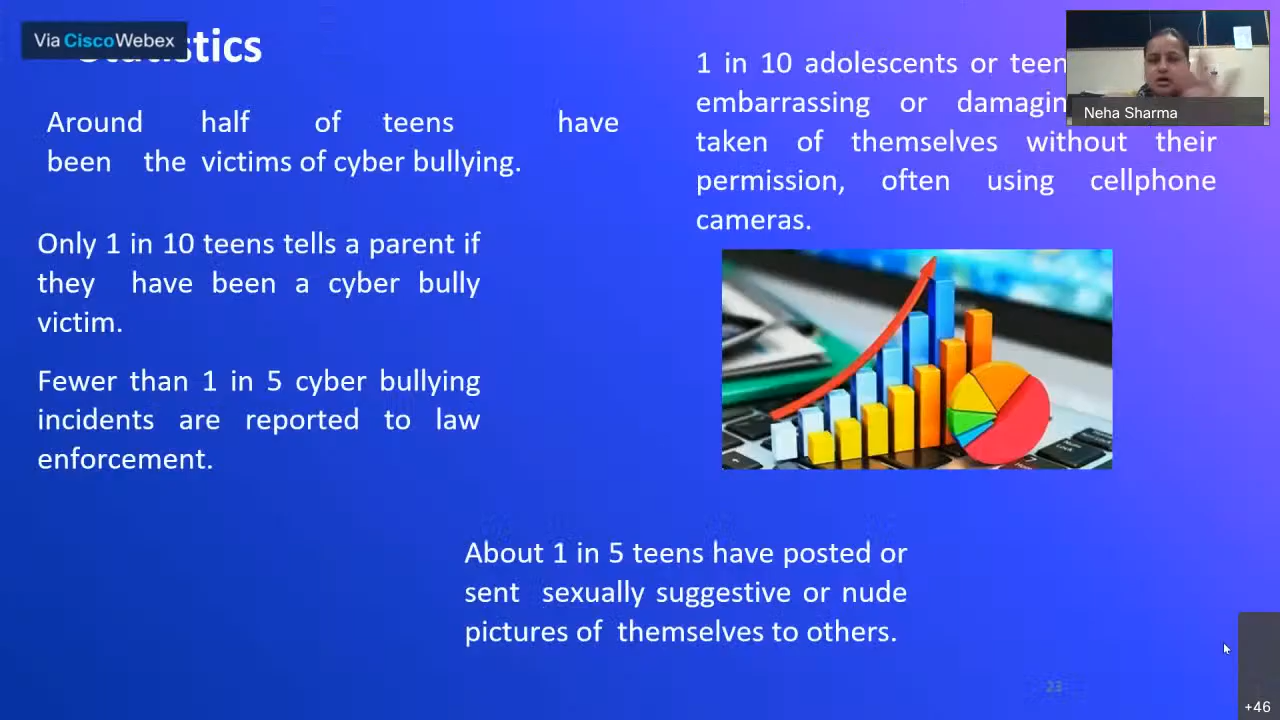 Via Cisco Webex
Around half of teens have
been the victims of cyber bullying.
Only 1 in 10 teens tells a parent if
they have been a cyber bully
victim.
Fewer than 1 in 5 cyber bullying
incidents are reported to law
enforcement.
1 in 10 adolescents or
embarrassing or
taken of themselves without their
permission, often using cellphone
cameras.
Neha Sharma
About 1 in 5 teens have posted or
sent sexually suggestive or nude
pictures of themselves to others.
23
+46